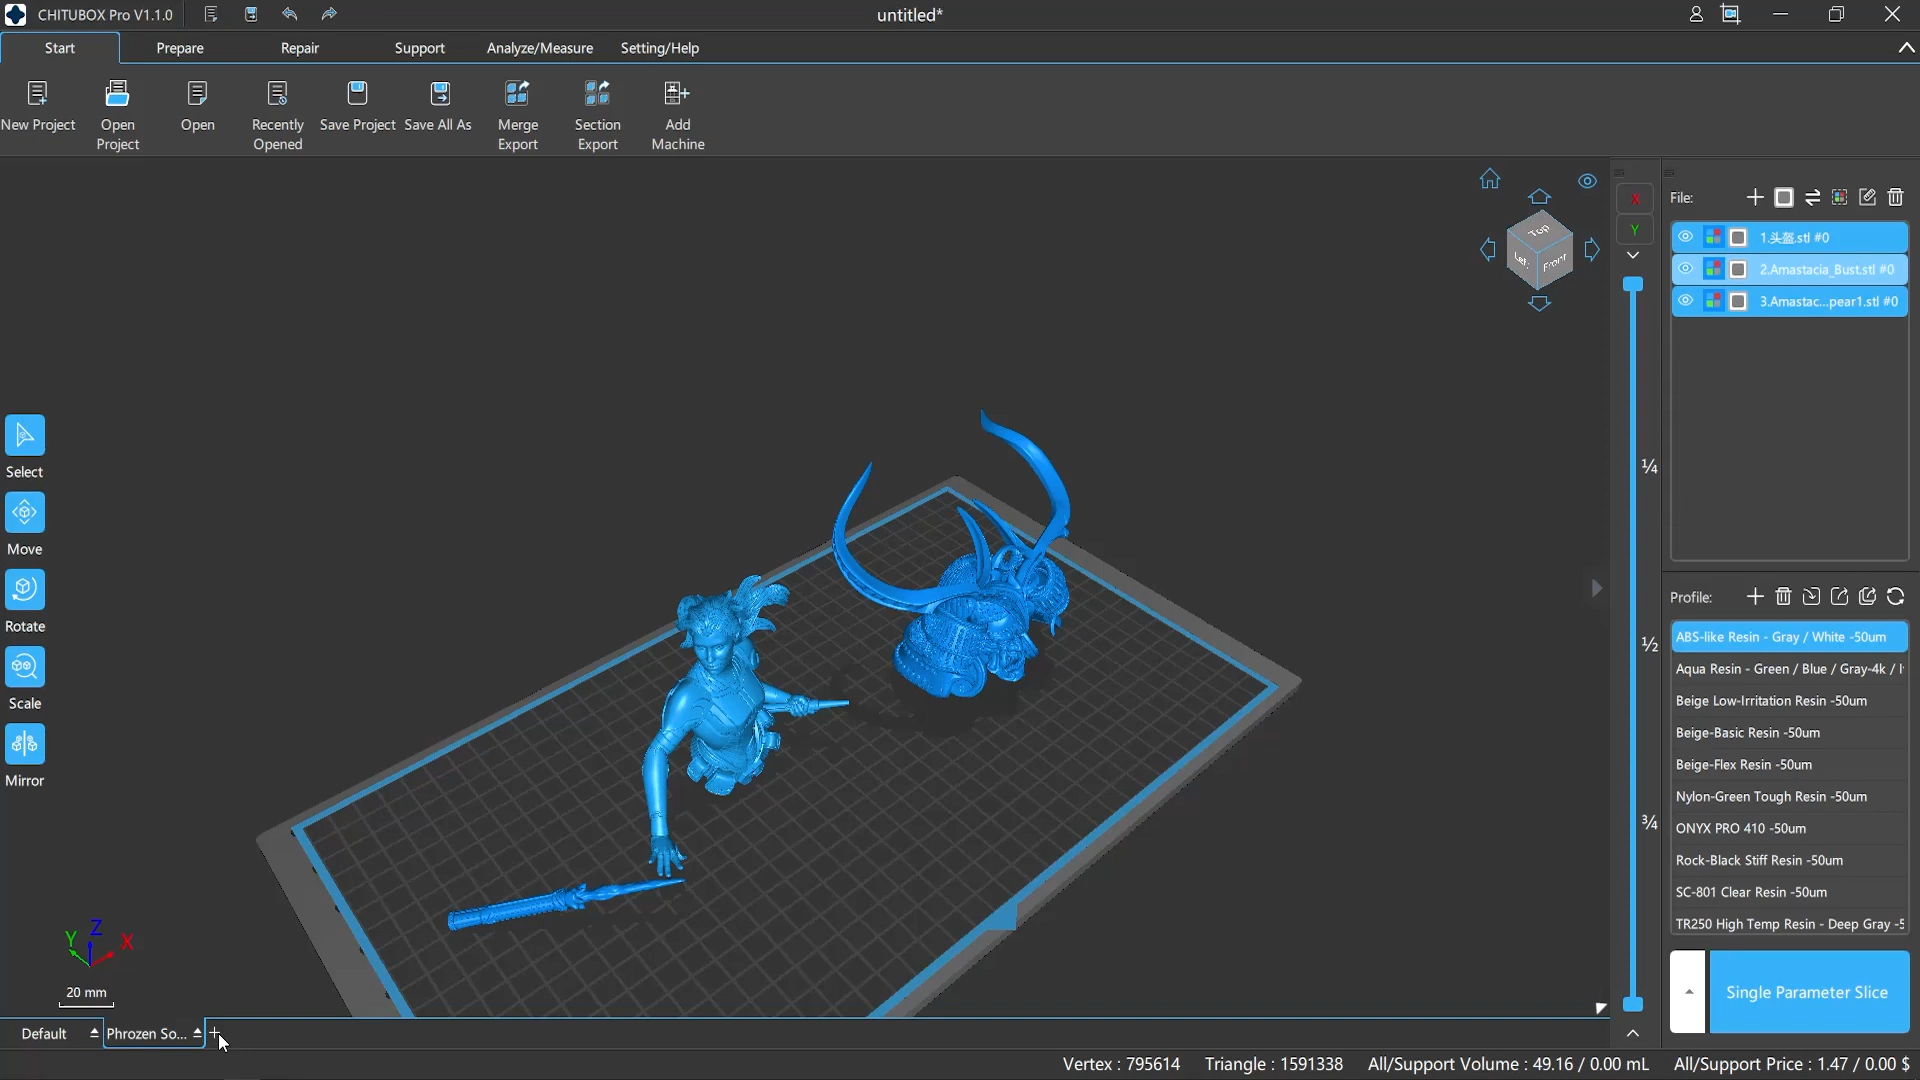 CHITUBOX Pro V1.1.0
untitled*
Start
Prepare
Repair
Support
Analyze/Measure
Setting/Help
New Project
Open
Project
Open
Recently
Opened
Save Project
Save All As
Merge
Export
Section
Export
Add
Machine
Top
Left
Front
X
Y
File:
1.头盔.stl #0
2.Amastacia_Bust.stl #0
3.Amastac...pear1.stl #0
1/4
1/2
3/4
Select
Move
Rotate
Scale
Mirror
Profile:
ABS-like Resin - Gray / White -50um
Aqua Resin - Green / Blue / Gray-4k /
Beige Low-Irritation Resin -50um
Beige-Basic Resin -50um
Beige-Flex Resin -50um
Nylon-Green Tough Resin -50um
ONYX PRO 410 -50um
Rock-Black Stiff Resin -50um
SC-801 Clear Resin -50um
TR250 High Temp Resin - Deep Gray -5
Single Parameter Slice
Y
Z
X
20 mm
Default
Phrozen So...
Vertex : 795614
Triangle : 1591338
All/Support Volume : 49.16 / 0.00 mL
All/Support Price : 1.47 / 0.00 $